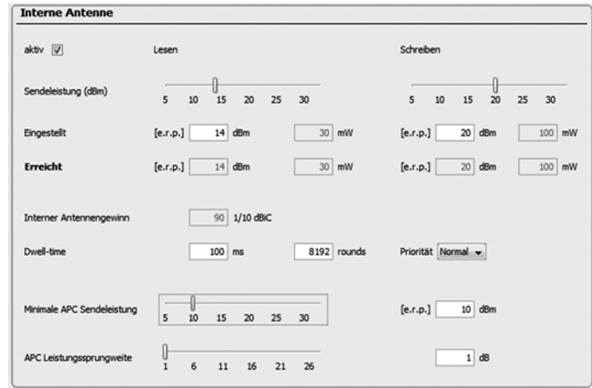 Interne Antenne
aktiv Lesen Schreiben
Sendeleistung (dBm)
5 10 15 20 25 30 5 10 15 20 25 30
Eingestellt [e.r.p.] 14 dBm 30 mW [e.r.p.] 20 dBm 100 mW
Erreicht [e.r.p.] 14 dBm 30 mW [e.r.p.] 20 dBm 100 mW
Interner Antennengewinn 90 1/10 dBiC
Dwell-time 100 ms 8192 rounds Priorität Normal
Minimale APC Sendeleistung [e.r.p.] 10 dBm
5 10 15 20 25 30
APC Leistungssprungweite 1 dB
1 6 11 16 21 26